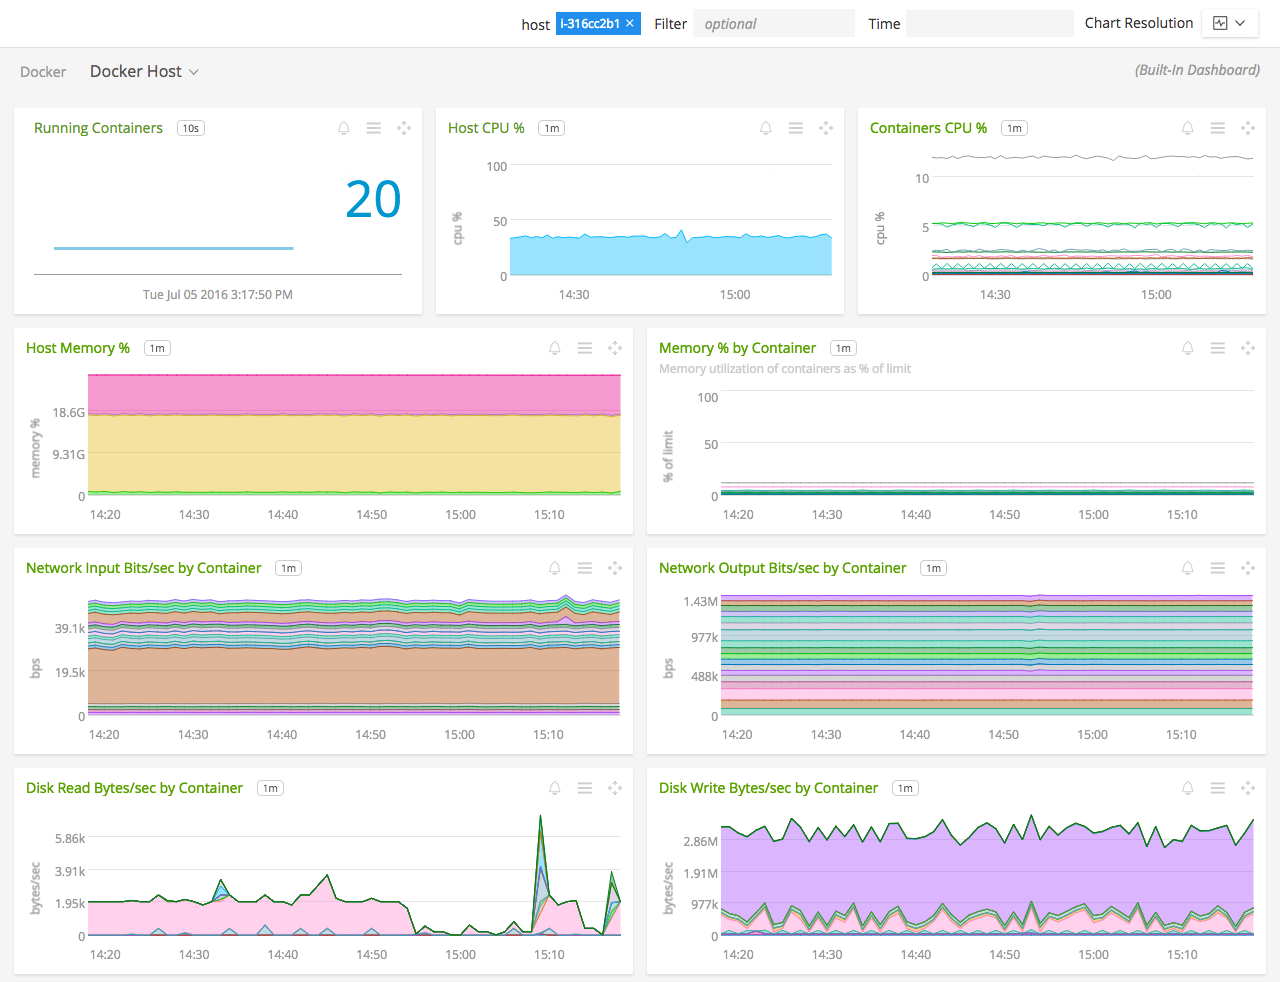 host i-316cc2b1 × Filter optional Time Chart Resolution
Docker Docker Host (Built-In Dashboard)
Running Containers 10s
20
Tue Jul 05 2016 3:17:50 PM
Host CPU % 1m
cpu %
100
50
0
14:30 15:00
Containers CPU % 1m
cpu %
10
5
0
14:30 15:00
Host Memory % 1m
memory %
18.6G
9.31G
0
14:20 14:30 14:40 14:50 15:00 15:10
Memory % by Container 1m
Memory utilization of containers as % of limit
% of limit
100
50
0
14:20 14:30 14:40 14:50 15:00 15:10
Network Input Bits/sec by Container 1m
bps
39.1k
19.5k
0
14:20 14:30 14:40 14:50 15:00 15:10
Network Output Bits/sec by Container 1m
bps
1.43M
977k
488k
0
14:20 14:30 14:40 14:50 15:00 15:10
Disk Read Bytes/sec by Container 1m
bytes/sec
5.86k
3.91k
1.95k
0
14:20 14:30 14:40 14:50 15:00 15:10
Disk Write Bytes/sec by Container 1m
bytes/sec
2.86M
1.91M
977k
0
14:20 14:30 14:40 14:50 15:00 15:10